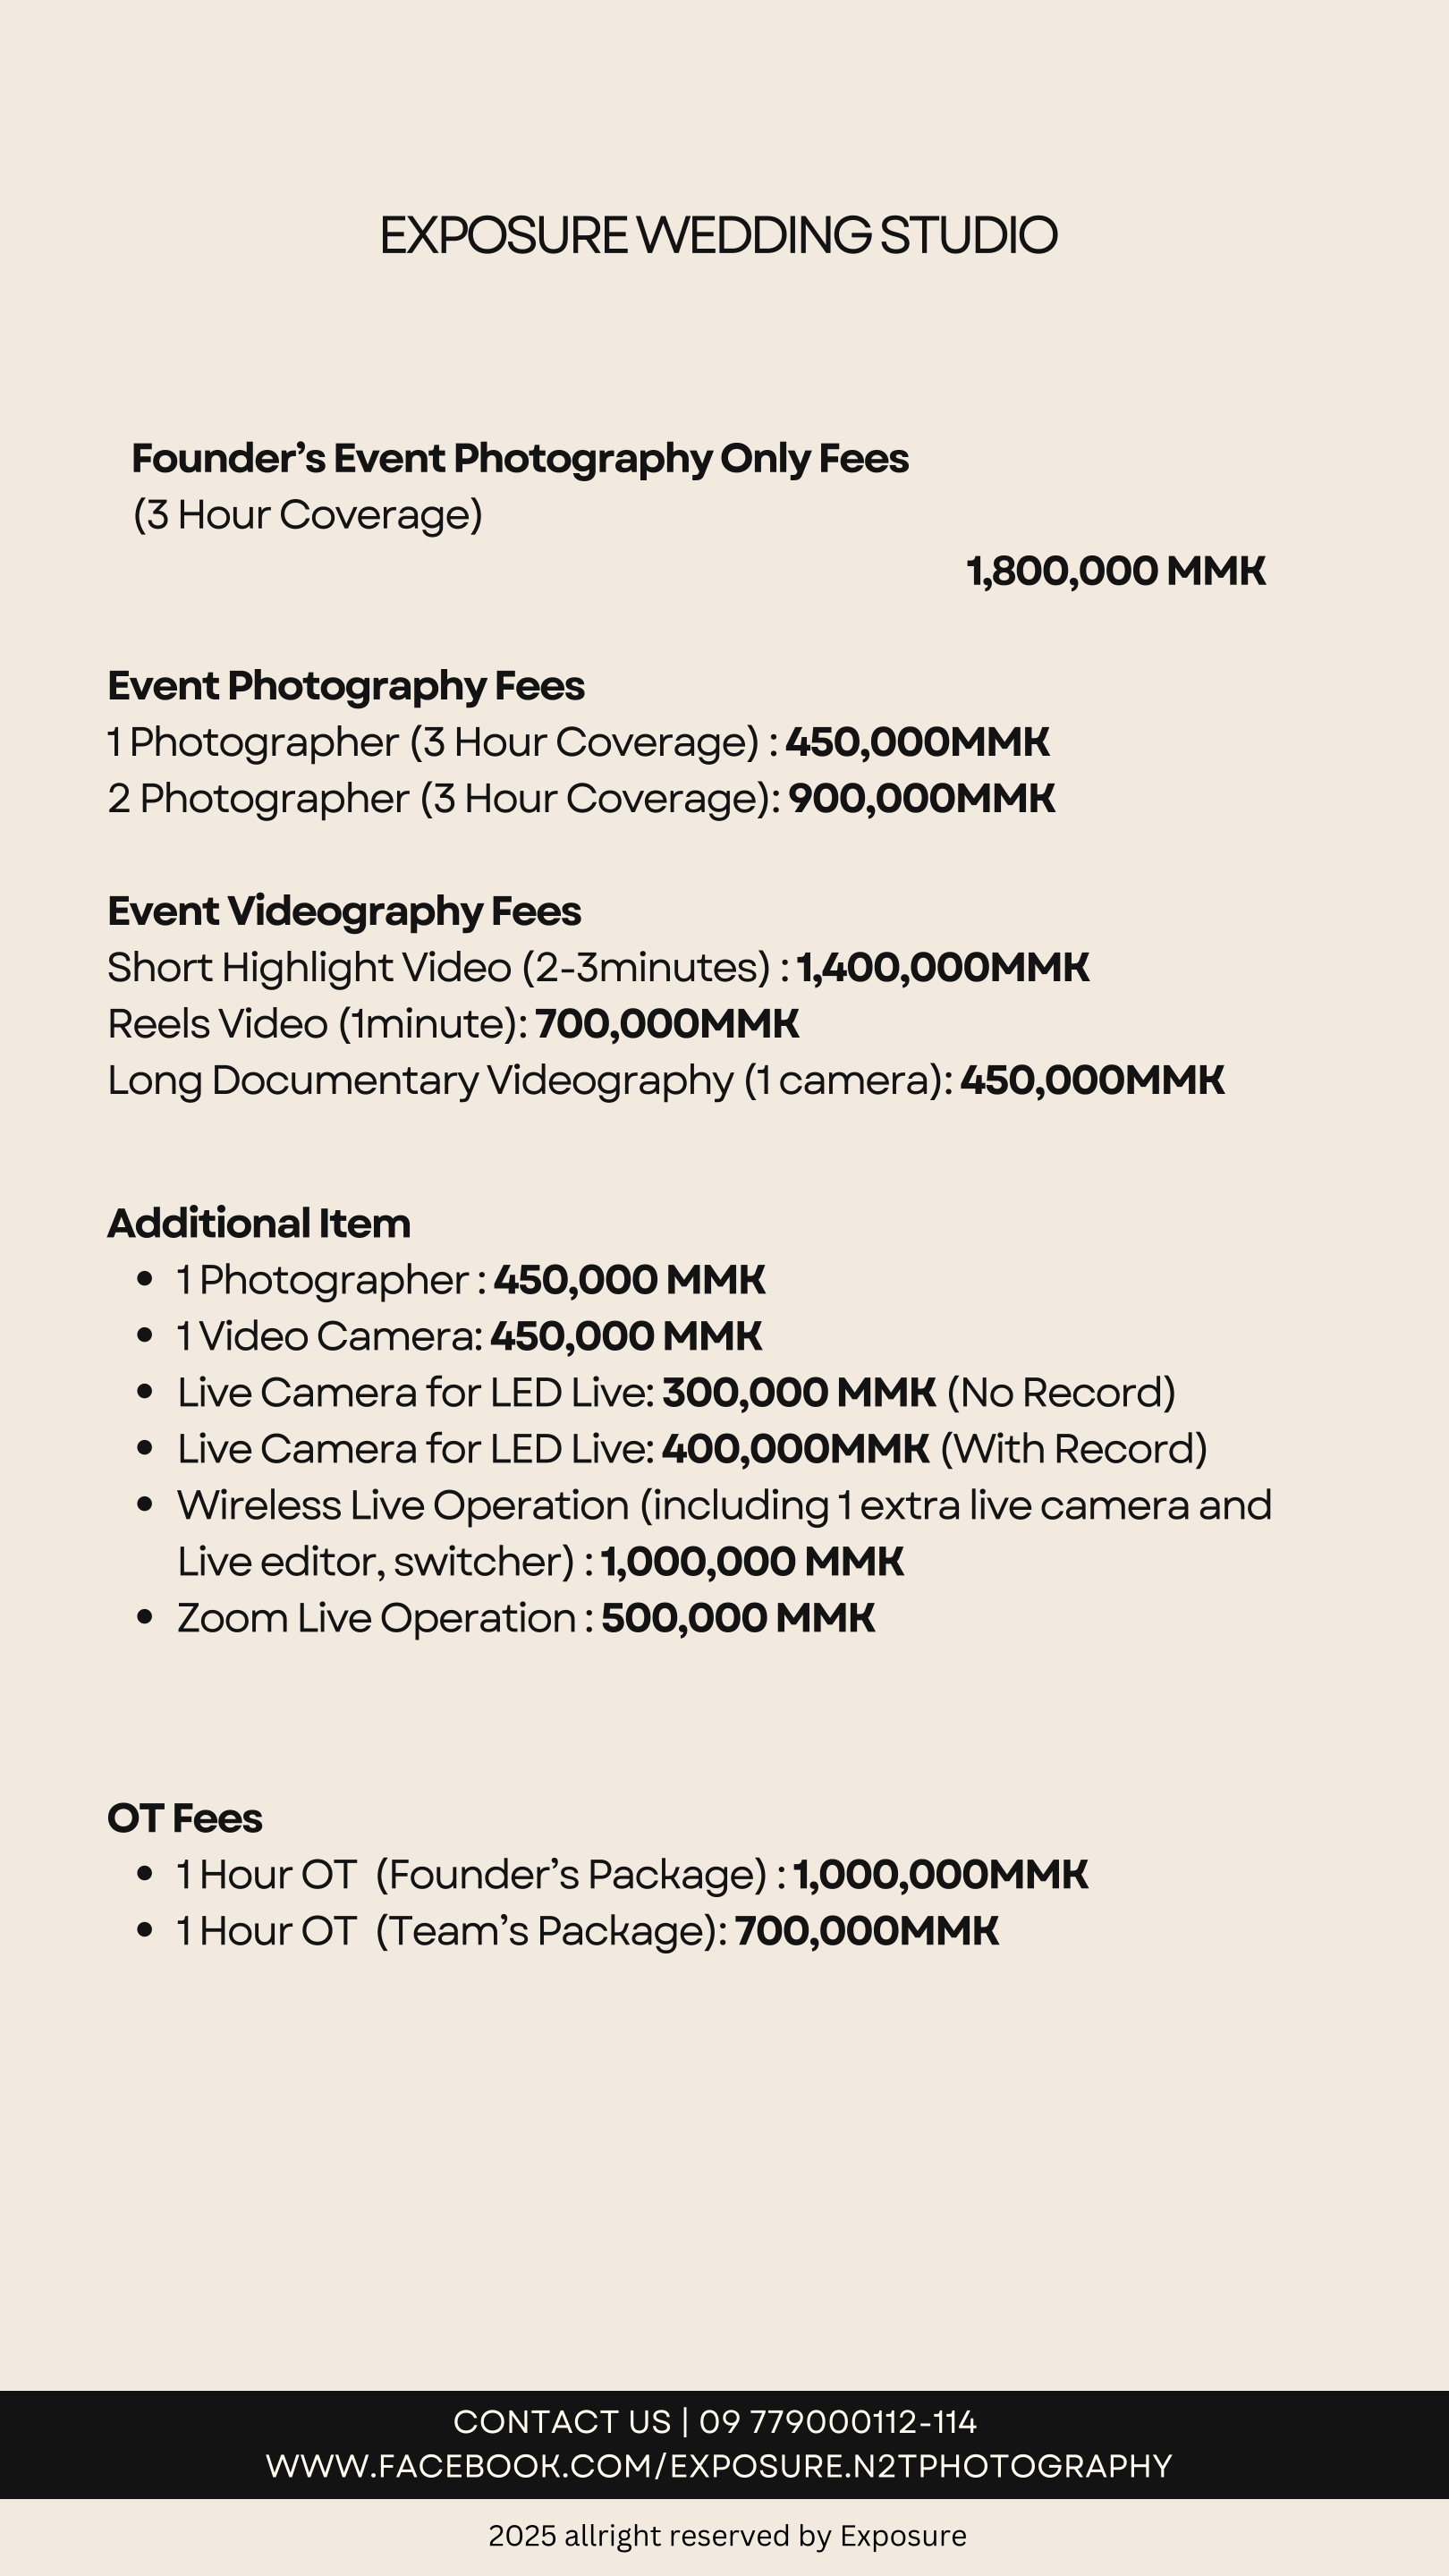 EXPOSURE WEDDING STUDIO
Founder’s Event Photography Only Fees
(3 Hour Coverage)
1,800,000 MMK
Event Photography Fees
1 Photographer (3 Hour Coverage) : 450,000MMK
2 Photographer (3 Hour Coverage): 900,000MMK
Event Videography Fees
Short Highlight Video (2-3minutes) : 1,400,000MMK
Reels Video (1minute): 700,000MMK
Long Documentary Videography (1 camera): 450,000MMK
Additional Item
• 1 Photographer : 450,000 MMK
• 1 Video Camera: 450,000 MMK
• Live Camera for LED Live: 300,000 MMK (No Record)
• Live Camera for LED Live: 400,000MMK (With Record)
• Wireless Live Operation (including 1 extra live camera and
Live editor, switcher) : 1,000,000 MMK
• Zoom Live Operation : 500,000 MMK
OT Fees
• 1 Hour OT  (Founder’s Package) : 1,000,000MMK
• 1 Hour OT  (Team’s Package): 700,000MMK
CONTACT US | 09 779000112-114
WWW.FACEBOOK.COM/EXPOSURE.N2TPHOTOGRAPHY
2025 allright reserved by Exposure